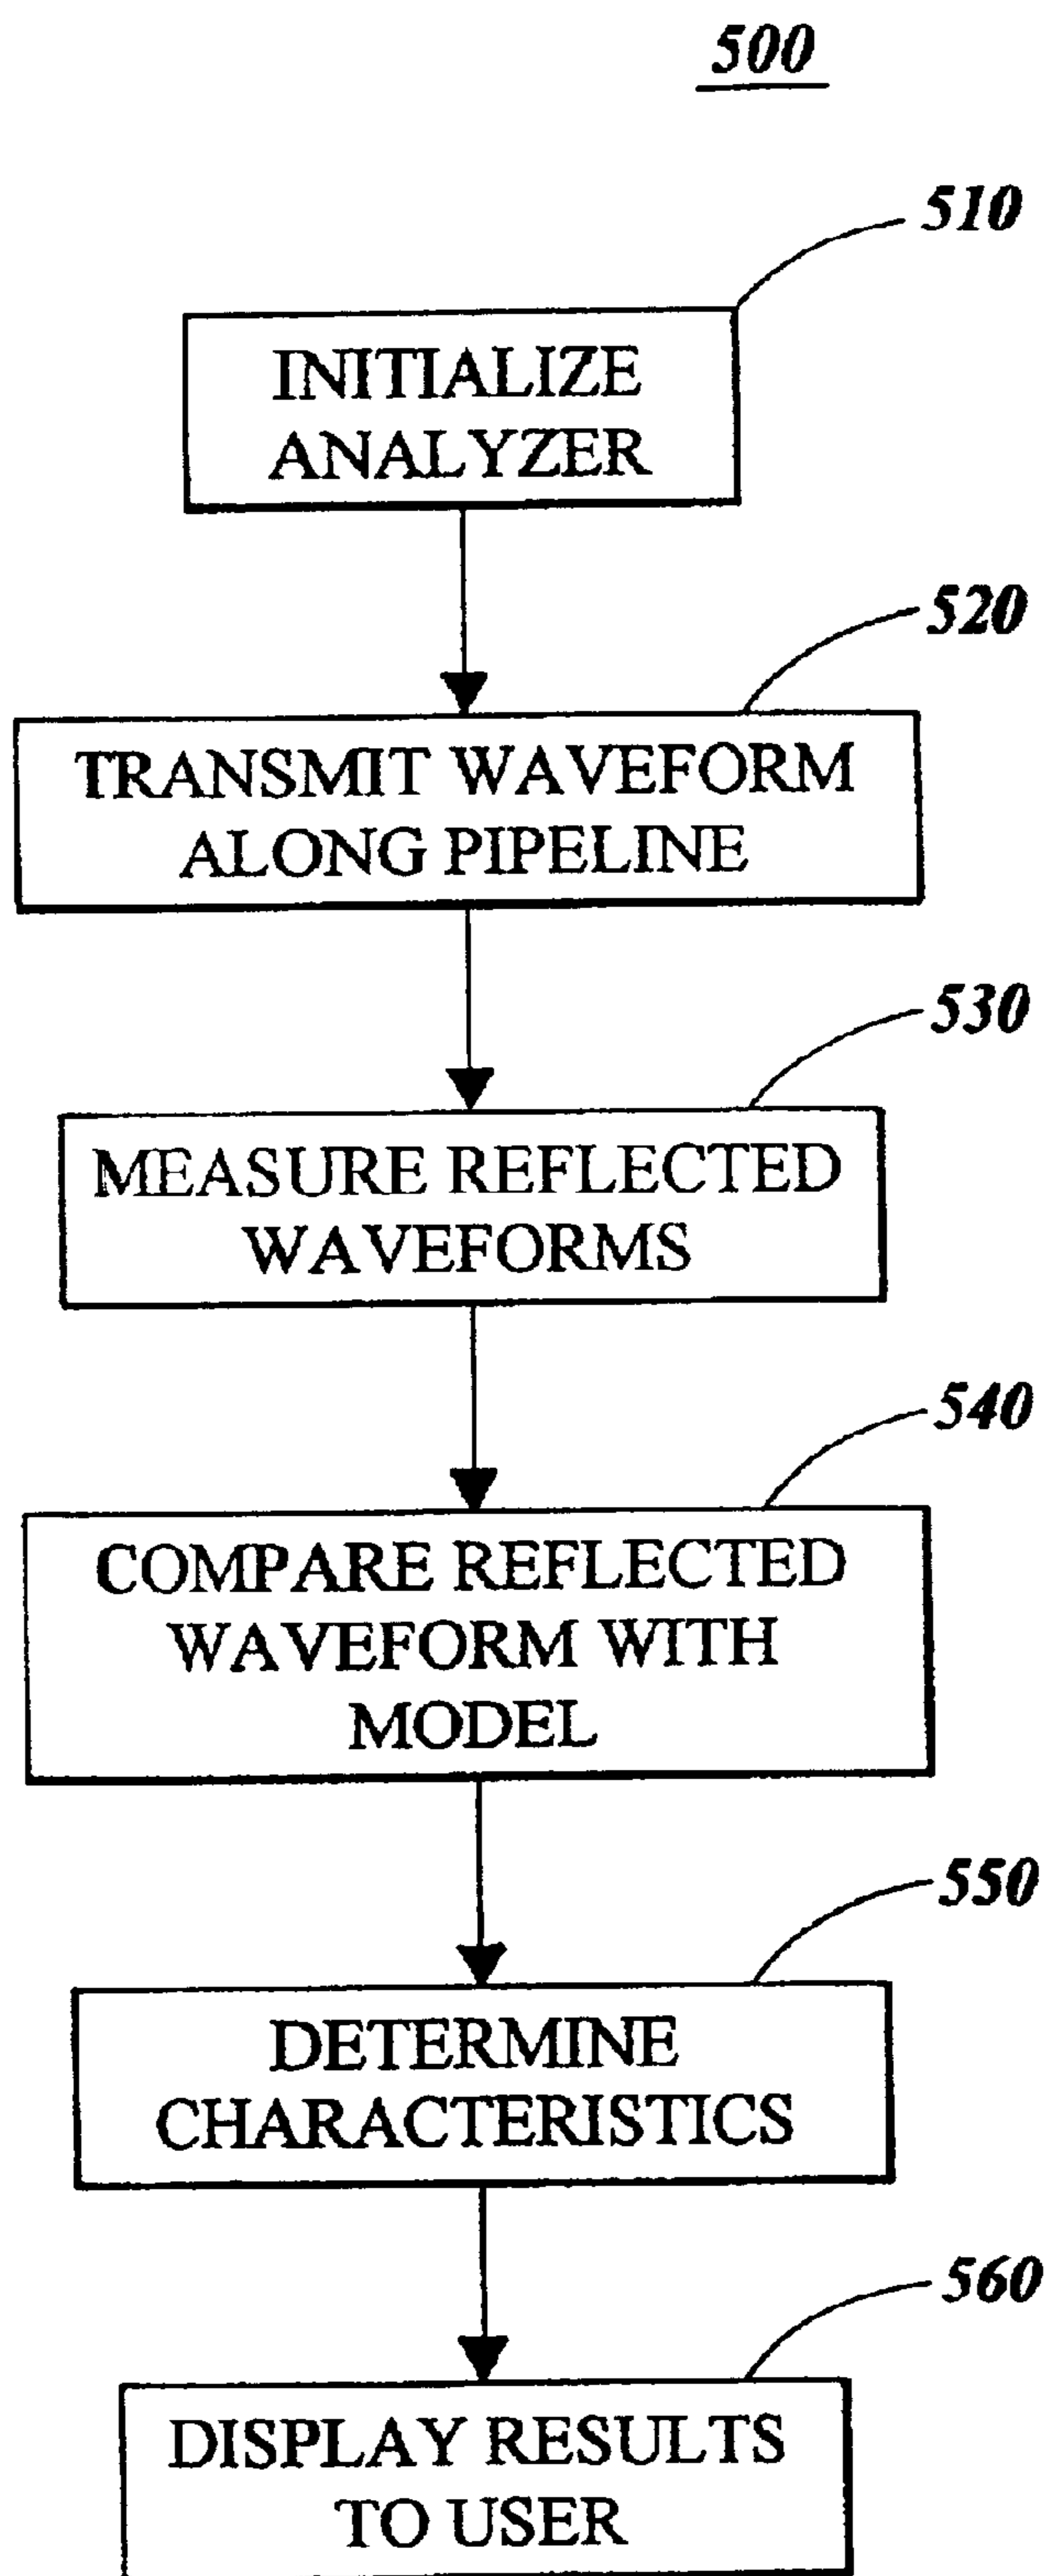 500
510
INITIALIZE
ANALYZER
520
TRANSMIT WAVEFORM
ALONG PIPELINE
530
MEASURE REFLECTED
WAVEFORMS
540
COMPARE REFLECTED
WAVEFORM WITH
MODEL
550
DETERMINE
CHARACTERISTICS
560
DISPLAY RESULTS
TO USER